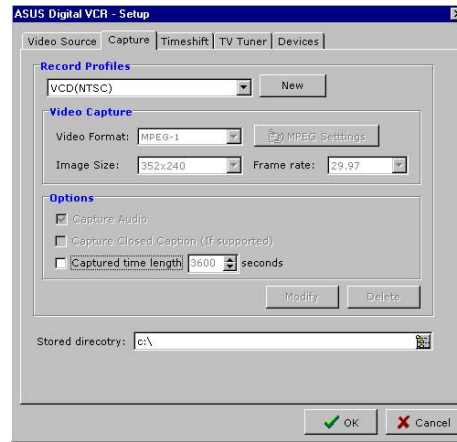 ASUS Digital VCR - Setup
Video Source Capture Timeshift TV Tuner Devices
Record Profiles
VCD(NTSC) New
Video Capture
Video Format: MPEG-1 MPEG Setttings
Image Size: 352x240 Frame rate: 29.97
Options
Capture Audio
Capture Closed Caption (If supported)
Captured time length 3600 seconds
Modify Delete
Stored direcotry: c:\
OK Cancel